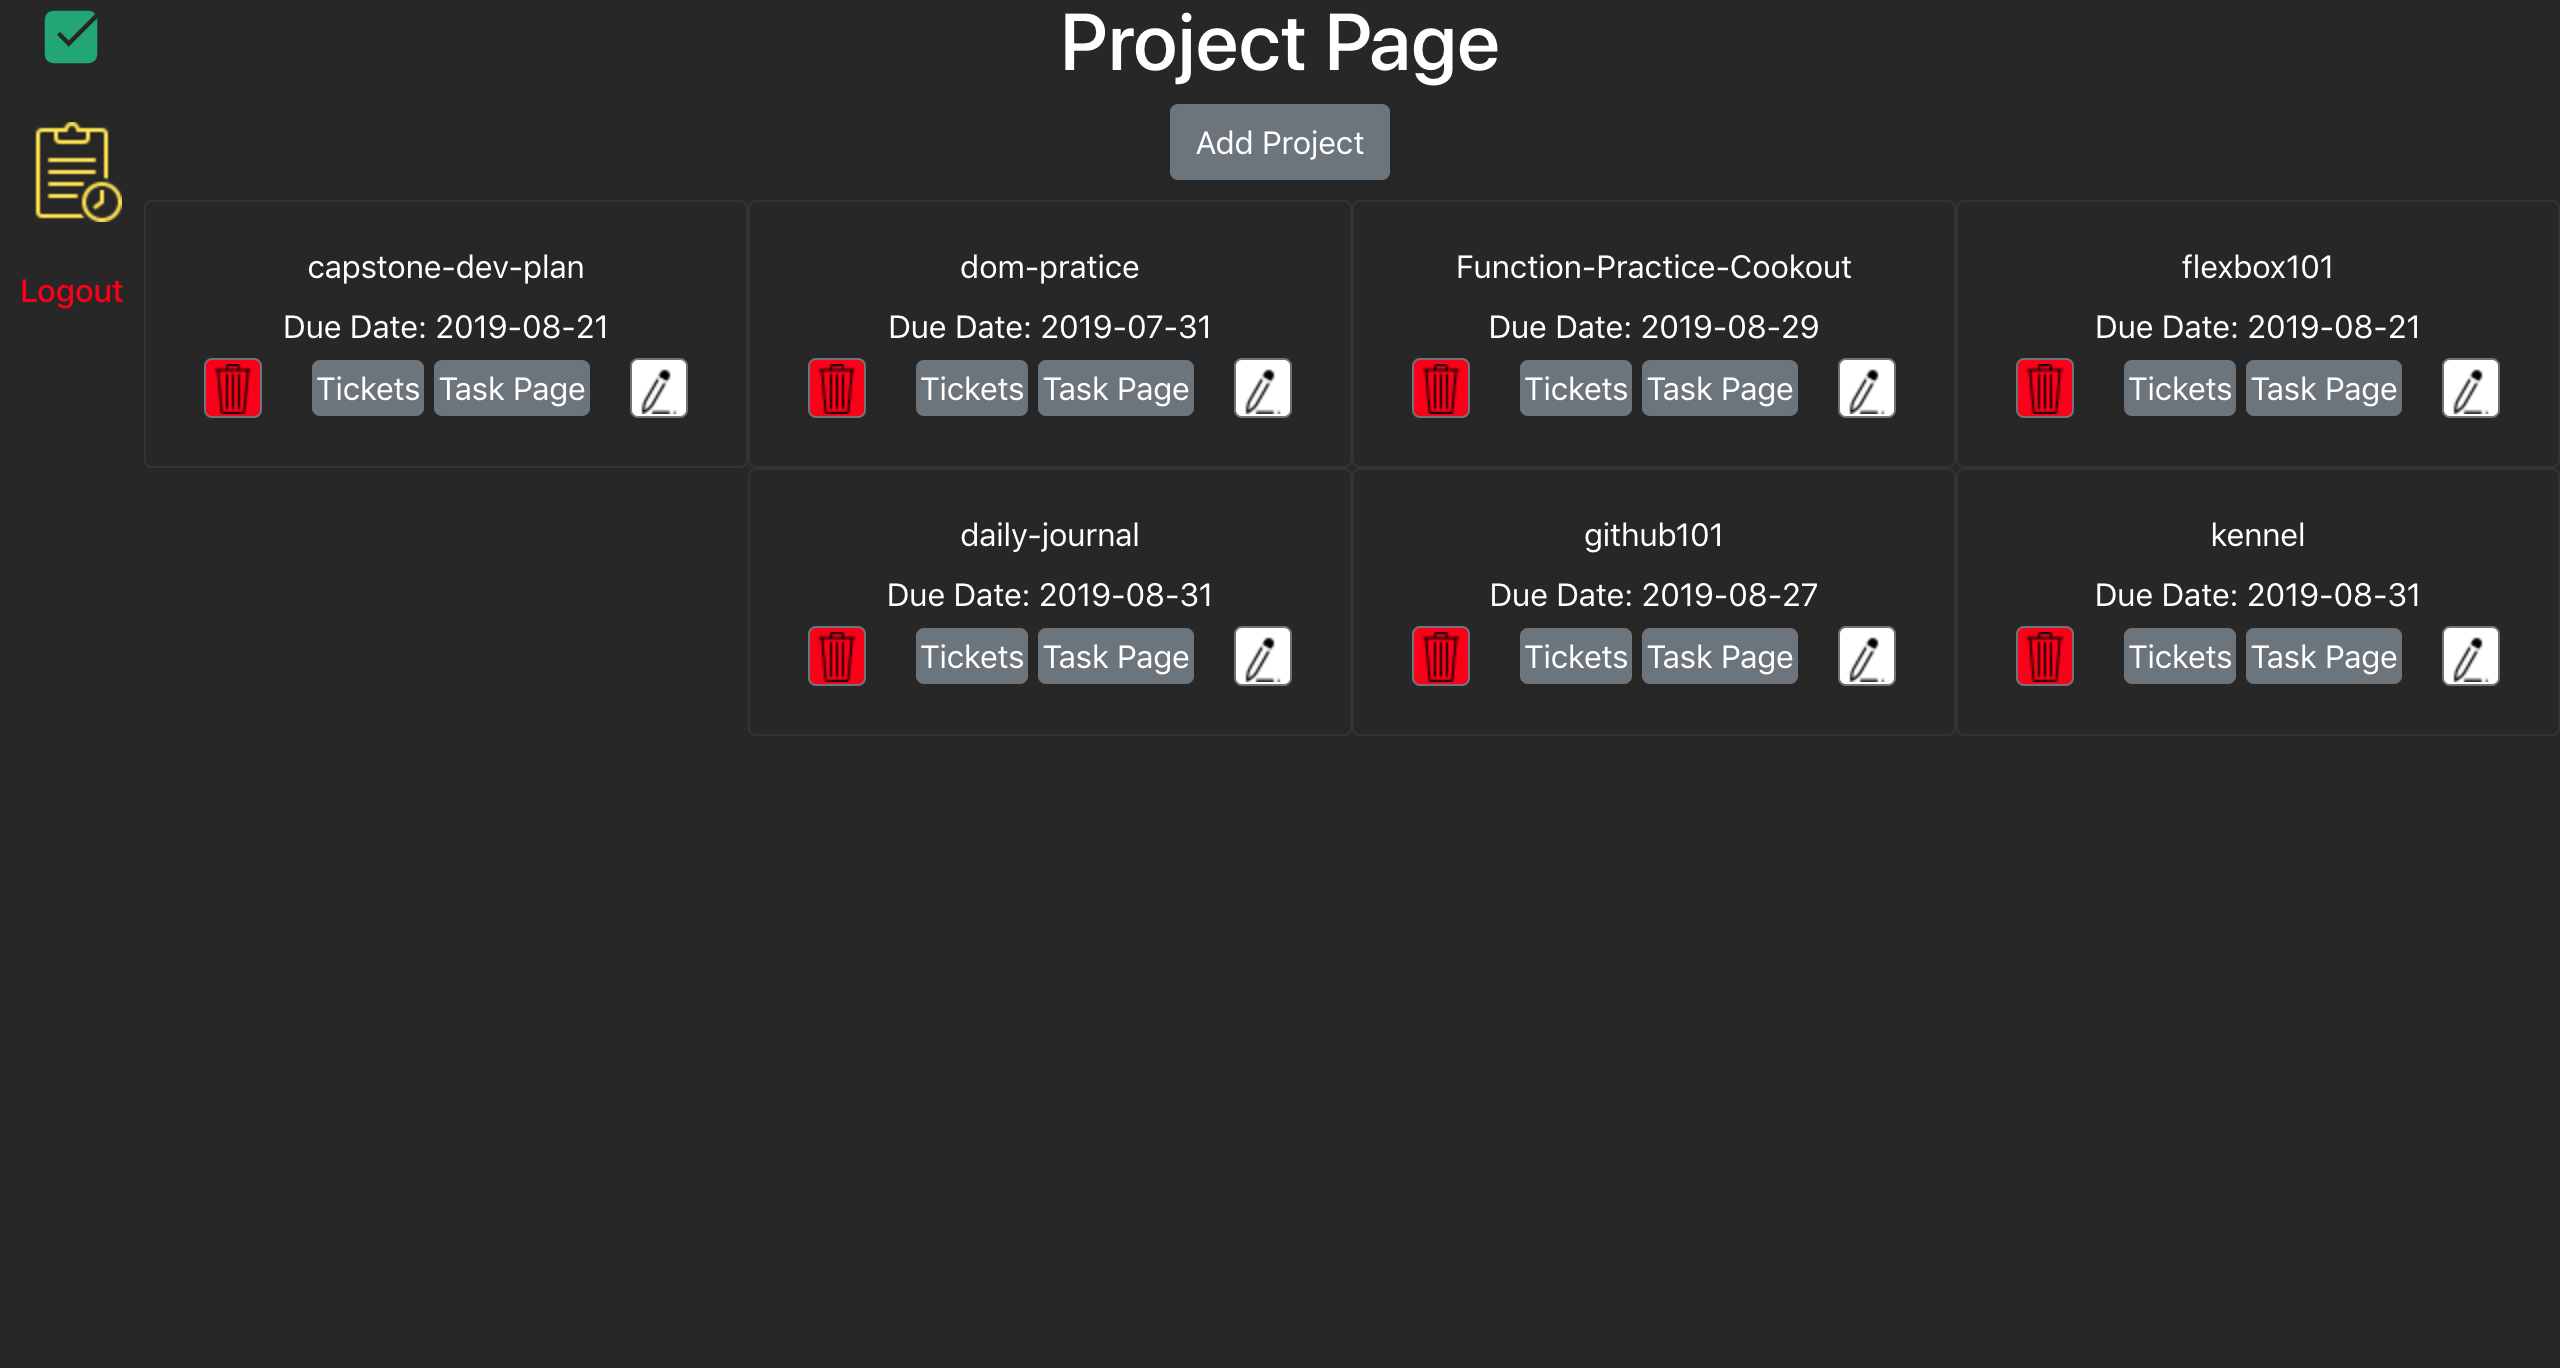 Project Page
Add Project
Logout
capstone-dev-plan
Due Date: 2019-08-21
Tickets Task Page
dom-pratice
Due Date: 2019-07-31
Tickets Task Page
Function-Practice-Cookout
Due Date: 2019-08-29
Tickets Task Page
flexbox101
Due Date: 2019-08-21
Tickets Task Page
daily-journal
Due Date: 2019-08-31
Tickets Task Page
github101
Due Date: 2019-08-27
Tickets Task Page
kennel
Due Date: 2019-08-31
Tickets Task Page